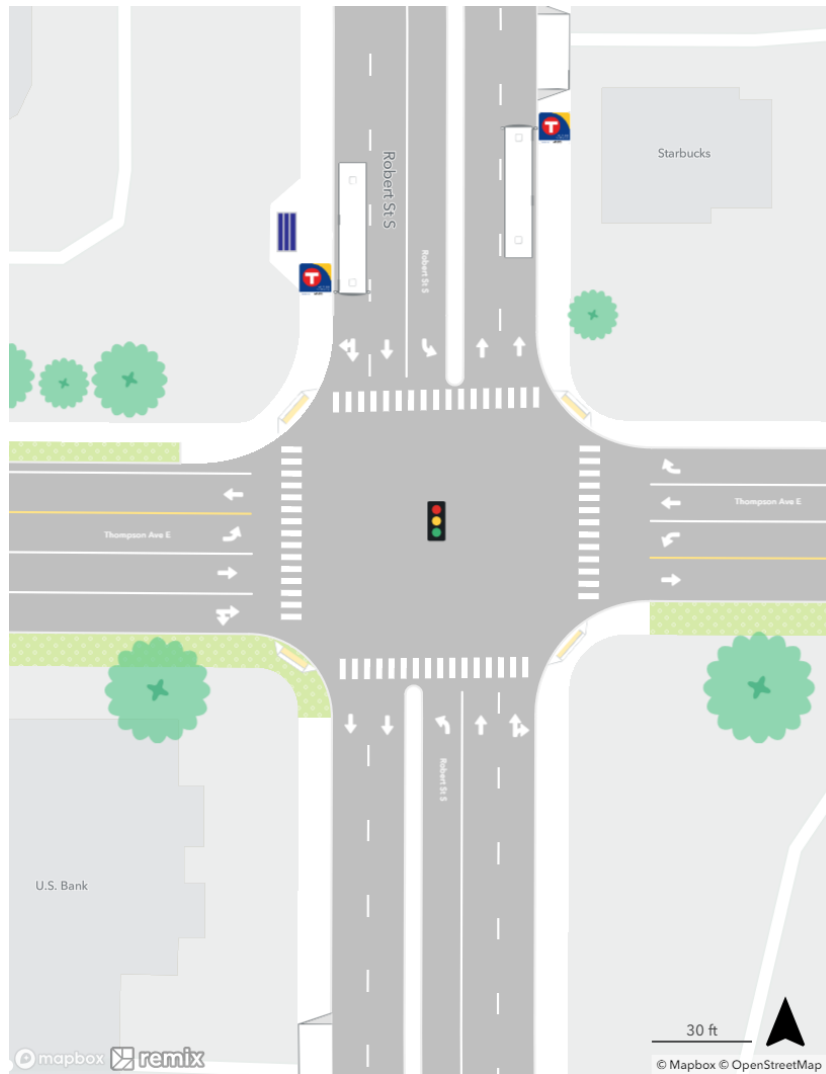 Robert St S
Starbucks
T
T
Robert St S
Thompson Ave E
Thompson Ave E
Robert St S
U.S. Bank
30 ft
mapbox remix
© Mapbox © OpenStreetMap